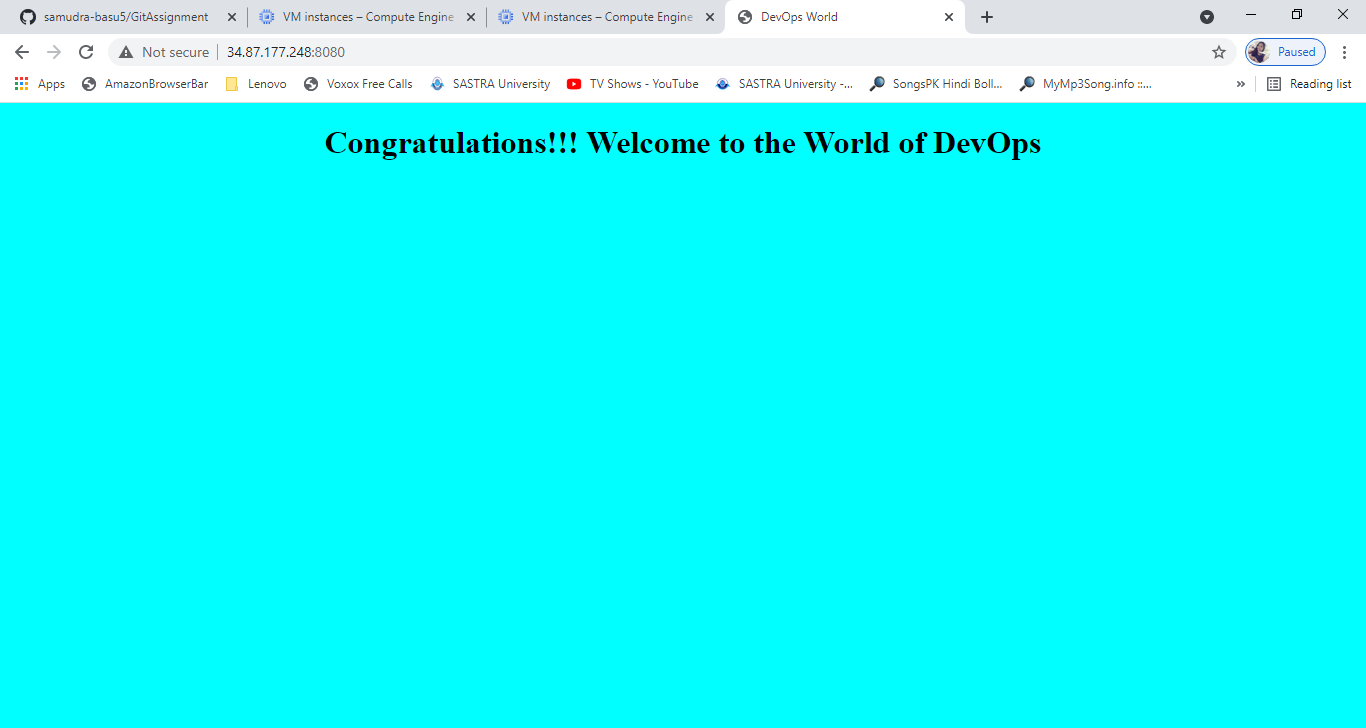 samudra-basu5/GitAssignment
VM instances – Compute Engine
VM instances – Compute Engine
DevOps World
Not secure
34.87.177.248:8080
Paused
Apps
AmazonBrowserBar
Lenovo
Voxox Free Calls
SASTRA University
TV Shows - YouTube
SASTRA University -...
SongsPK Hindi Boll...
MyMp3Song.info ::...
»
Reading list
Congratulations!!! Welcome to the World of DevOps